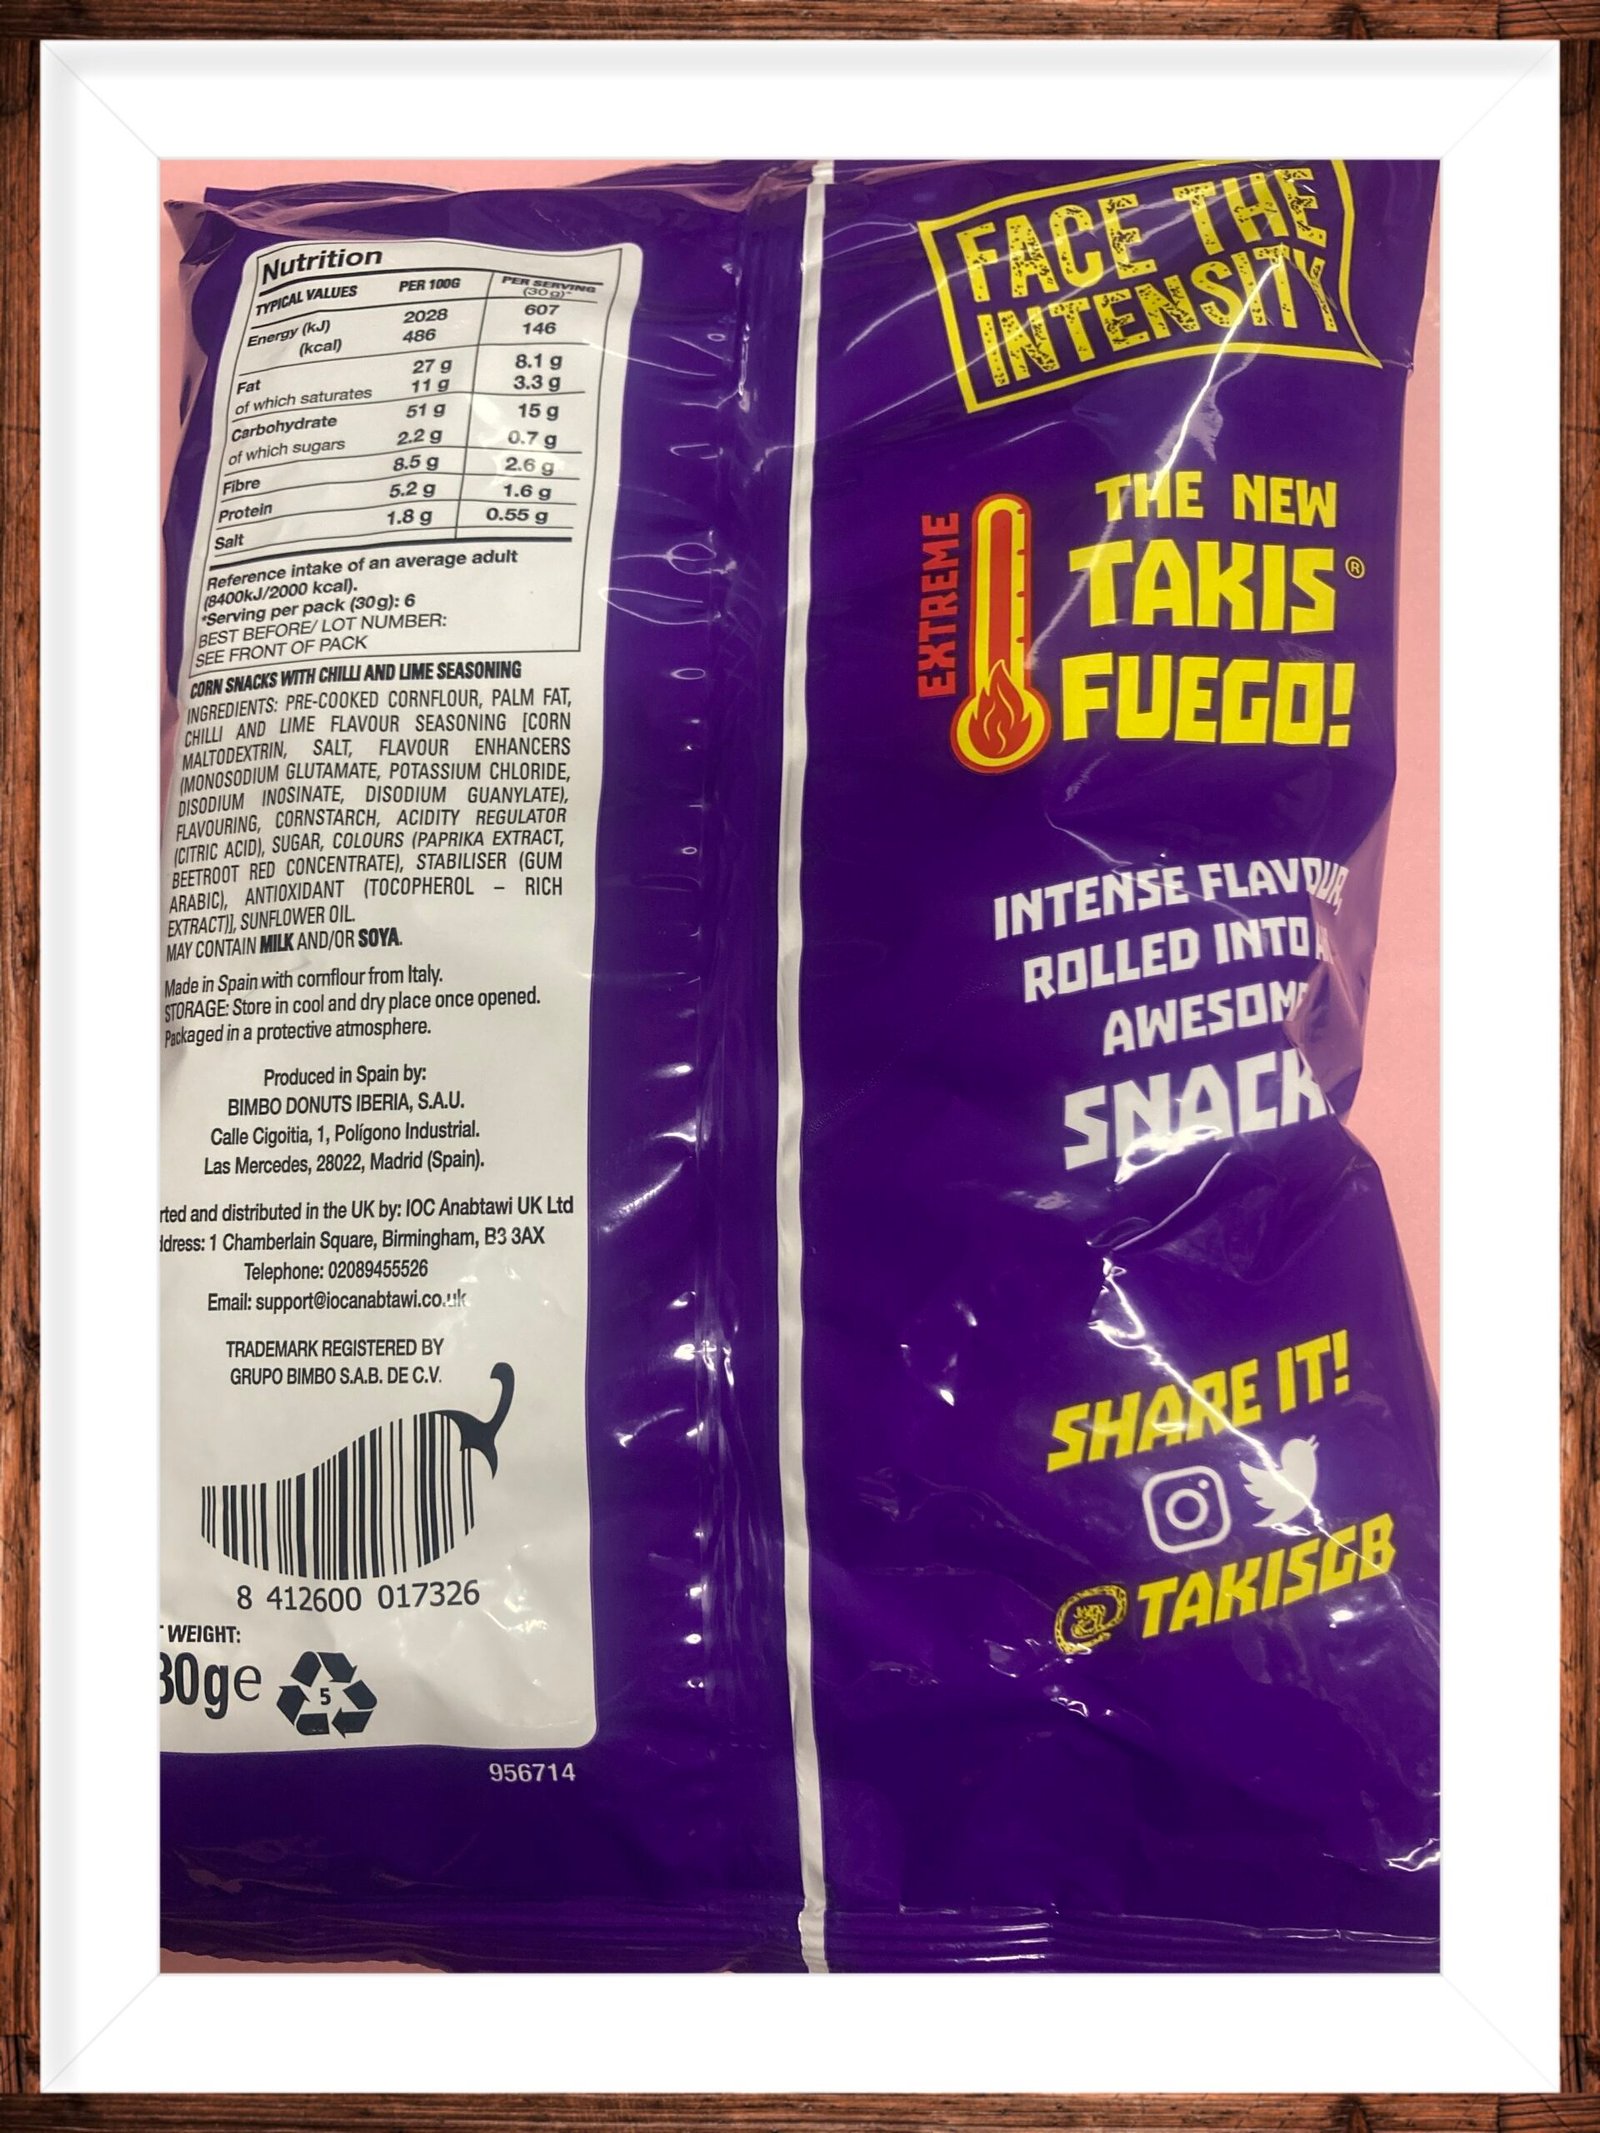 Nutrition
TYPICAL VALUES PER 100G PER SERVING (30g)*
Energy (kJ) 2028 607
(kcal) 486 146
Fat 27 g 8.1 g
of which saturates 11 g 3.3 g
Carbohydrate 51 g 15 g
of which sugars 2.2 g 0.7 g
Fibre 8.5 g 2.6 g
Protein 5.2 g 1.6 g
Salt 1.8 g 0.55 g
Reference intake of an average adult
(8400kJ/2000 kcal).
*Serving per pack (30g): 6
BEST BEFORE/ LOT NUMBER:
SEE FRONT OF PACK
CORN SNACKS WITH CHILLI AND LIME SEASONING
INGREDIENTS: PRE-COOKED CORNFLOUR, PALM FAT,
CHILLI AND LIME FLAVOUR SEASONING [CORN
MALTODEXTRIN, SALT, FLAVOUR ENHANCERS
(MONOSODIUM GLUTAMATE, POTASSIUM CHLORIDE,
DISODIUM INOSINATE, DISODIUM GUANYLATE),
FLAVOURING, CORNSTARCH, ACIDITY REGULATOR
(CITRIC ACID), SUGAR, COLOURS (PAPRIKA EXTRACT,
BEETROOT RED CONCENTRATE), STABILISER (GUM
ARABIC), ANTIOXIDANT (TOCOPHEROL – RICH
EXTRACT)], SUNFLOWER OIL.
MAY CONTAIN MILK AND/OR SOYA.
Made in Spain with cornflour from Italy.
STORAGE: Store in cool and dry place once opened.
Packaged in a protective atmosphere.
Produced in Spain by:
BIMBO DONUTS IBERIA, S.A.U.
Calle Cigoitia, 1, Polígono Industrial.
Las Mercedes, 28022, Madrid (Spain).
rted and distributed in the UK by: IOC Anabtawi UK Ltd
ddress: 1 Chamberlain Square, Birmingham, B3 3AX
Telephone: 02089455526
Email: support@iocanabtawi.co.uk
TRADEMARK REGISTERED BY
GRUPO BIMBO S.A.B. DE C.V.
8 412600 017326
WEIGHT:
80ge
5
956714
FACE THE
INTENSITY
EXTREME
THE NEW
TAKIS®
FUEGO!
INTENSE FLAVOUR,
ROLLED INTO
AWESOME
SNACK
SHARE IT!
@TAKISGB